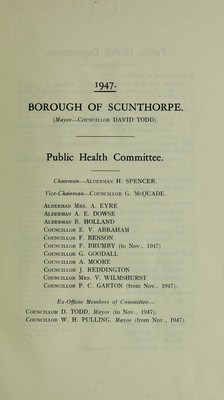 1947.
BOROUGH OF SCUNTHORPE.
(Mayor—Councillor DAVID TODD).
Public Health Committee.
Chairman—Alderman H. SPENCER.
Vice-Chairman—Councillor G. McQUADE.
Alderman Mrs. A. EYRE
Alderman A. E. DOWSE
Alderman B. HOLLAND
Councillor E. V. ABRAHAM
Councillor F. BENSON
Councillor F. BRUMBY (to Nov., 1947)
Councillor G. GOODALL
Councillor A. MOORE
Councillor J. REDDINGTON
Councillor Mrs. V. WILMSHURST
Councillor P. C. GARTON (from Nov., 1947).
Ex-Officio Members of Committee—
Councillor D. TODD, Mayor (to Nov., 1947).
Councillor W. H. PULLING, Mayor (from Nov., 1947).